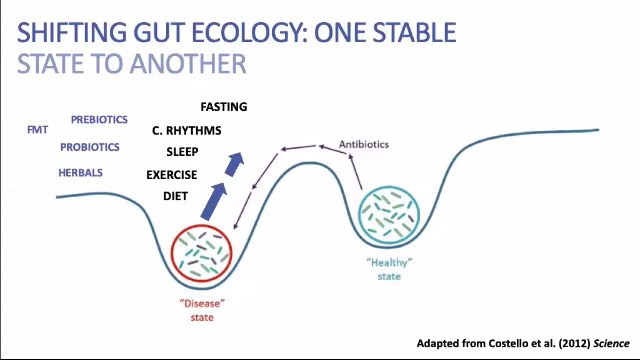 SHIFTING GUT ECOLOGY: ONE STABLE
STATE TO ANOTHER
FASTING
PREBIOTICS
FMT
C. RHYTHMS
PROBIOTICS
SLEEP
HERBALS
EXERCISE
DIET
Antibiotics
"Healthy"
state
"Disease"
state
Adapted from Costello et al. (2012) Science